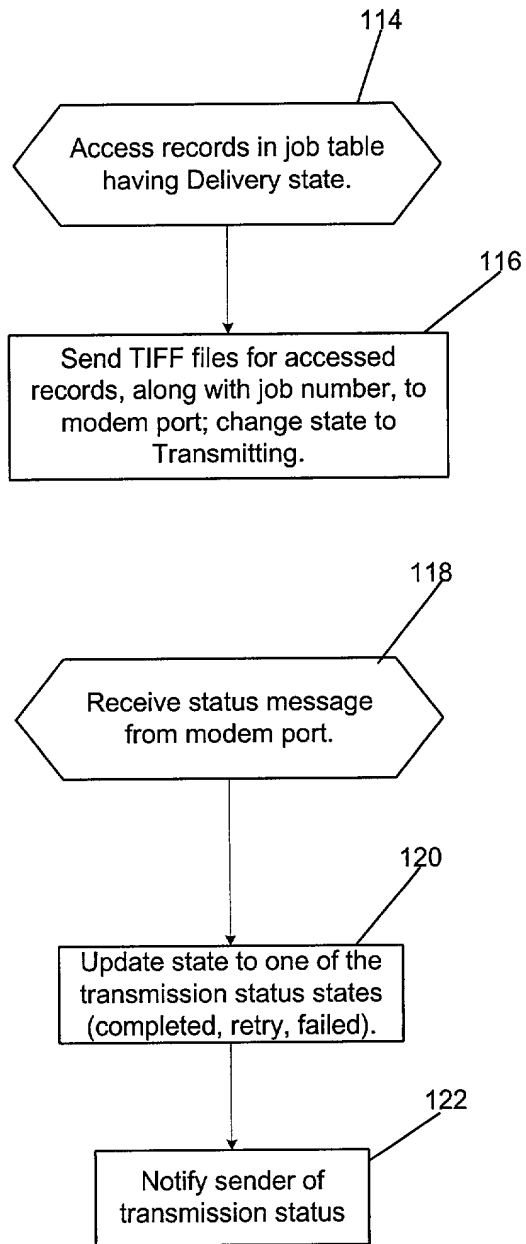 114
Access records in job table
having Delivery state.
116
Send TIFF files for accessed
records, along with job number, to
modem port; change state to
Transmitting.
118
Receive status message
from modem port.
120
Update state to one of the
transmission status states
(completed, retry, failed).
122
Notify sender of
transmission status